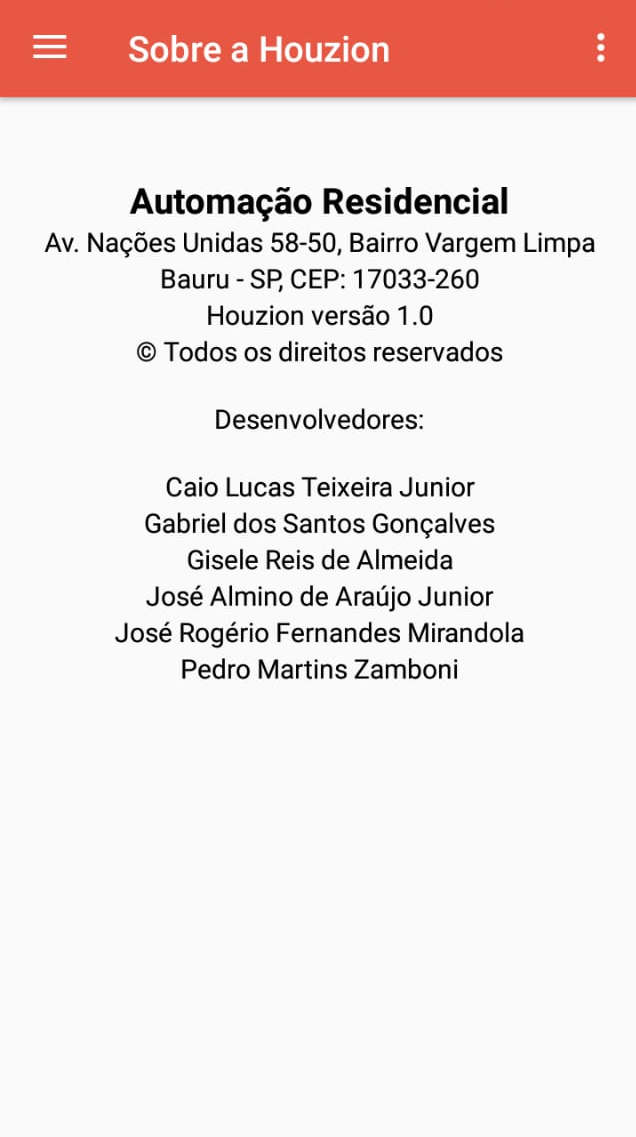 Sobre a Houzion
Automação Residencial
Av. Nações Unidas 58-50, Bairro Vargem Limpa
Bauru - SP, CEP: 17033-260
Houzion versão 1.0
© Todos os direitos reservados
Desenvolvedores:
Caio Lucas Teixeira Junior
Gabriel dos Santos Gonçalves
Gisele Reis de Almeida
José Almino de Araújo Junior
José Rogério Fernandes Mirandola
Pedro Martins Zamboni